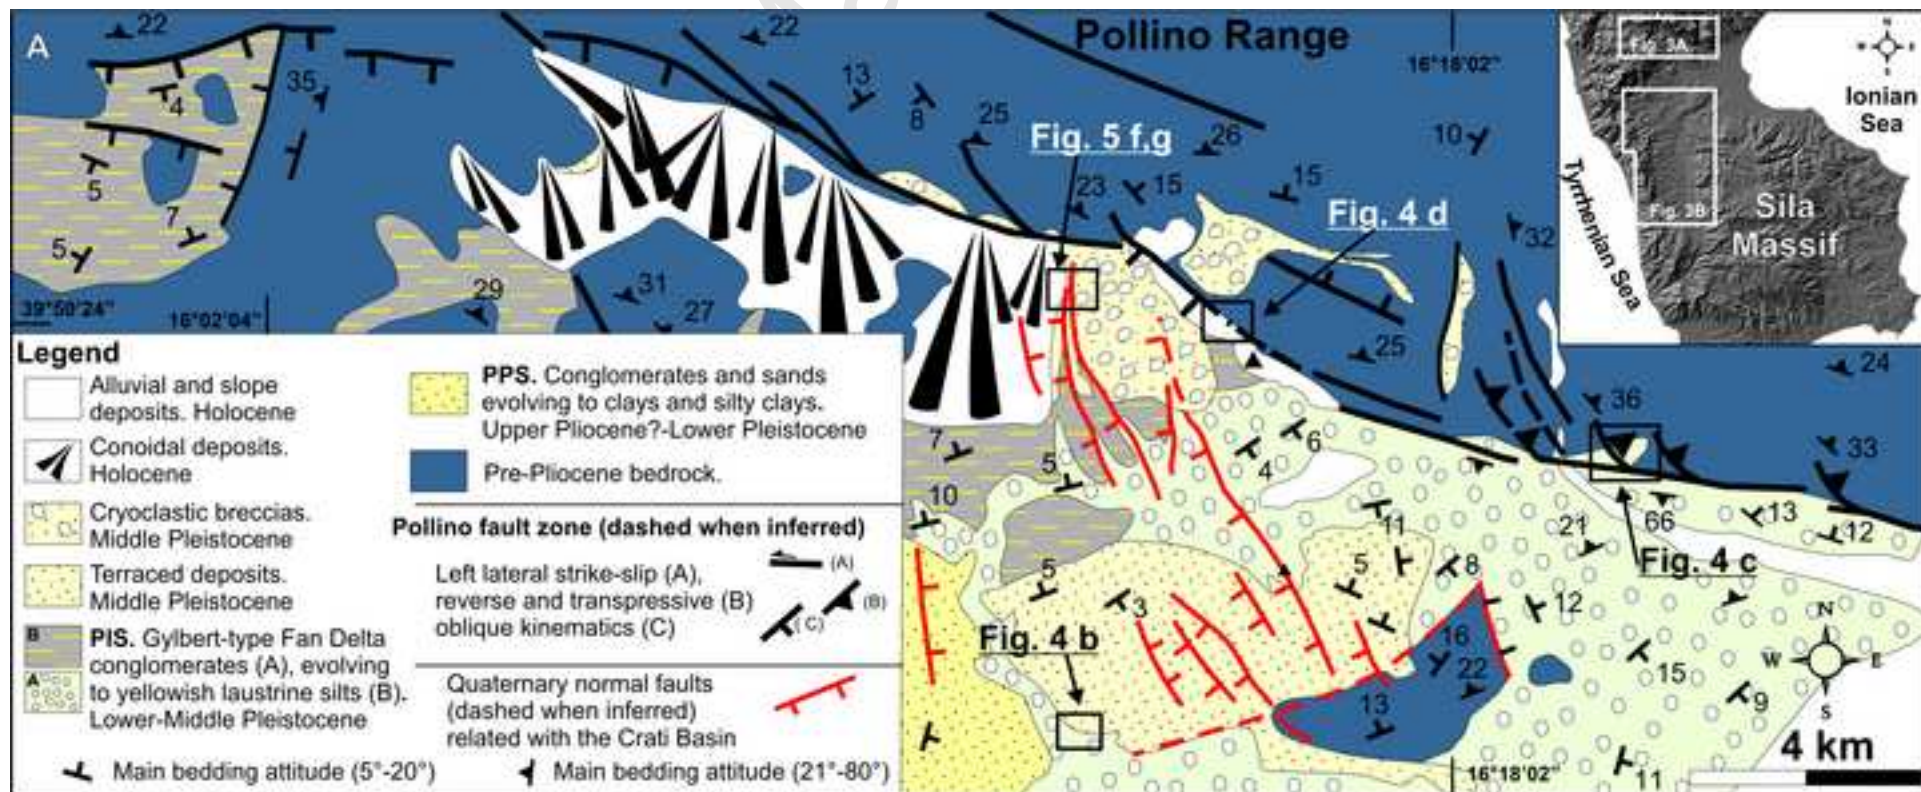 A
22
22
Pollino Range
16°18'02"
Fig. 3A
N
W
E
S
Ionian
Sea
Tyrrhenian Sea
Fig. 3B
Sila
Massif
4
35
13
8
25
Fig. 5 f,g
26
10
5
7
5
23
15
15
Fig. 4 d
32
29
31
27
39°50'24"
16°02'04"
25
24
36
33
Legend
Alluvial and slope
deposits. Holocene
Conoidal deposits.
Holocene
Cryoclastic breccias.
Middle Pleistocene
Terraced deposits.
Middle Pleistocene
B
A
PIS. Gylbert-type Fan Delta
conglomerates (A), evolving
to yellowish laustrine silts (B).
Lower-Middle Pleistocene
PPS. Conglomerates and sands
evolving to clays and silty clays.
Upper Pliocene?-Lower Pleistocene
Pre-Pliocene bedrock.
Pollino fault zone (dashed when inferred)
Left lateral strike-slip (A),
reverse and transpressive (B)
oblique kinematics (C)
(A)
(B)
(C)
Quaternary normal faults
(dashed when inferred)
related with the Crati Basin
Main bedding attitude (5°-20°)
Main bedding attitude (21°-80°)
7
5
4
6
10
11
21
66
13
12
Fig. 4 c
5
3
5
8
12
Fig. 4 b
16
22
13
15
9
11
N
W
E
S
16°18'02"
4 km